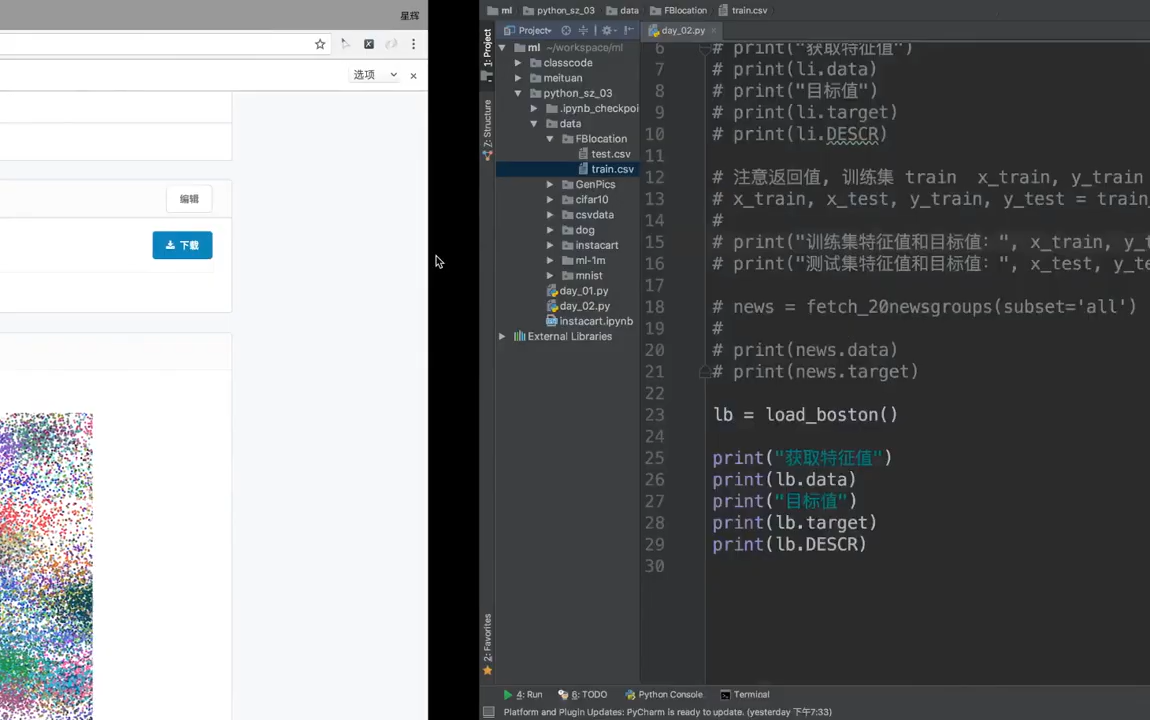 星辉
选项
编辑
下载
ml
python_sz_03
data
FBlocation
train.csv
Project
day_02.py
1: Project
Z: Structure
2: Favorites
ml ~/workspace/ml
classcode
meituan
python_sz_03
.ipynb_checkpoi
data
FBlocation
test.csv
train.csv
GenPics
cifar10
csvdata
dog
instacart
ml-1m
mnist
day_01.py
day_02.py
instacart.ipynb
External Libraries
6 # print("获取特征值")
7 # print(li.data)
8 # print("目标值")
9 # print(li.target)
10 # print(li.DESCR)
11
12 # 注意返回值, 训练集 train  x_train, y_train
13 # x_train, x_test, y_train, y_test = train_
14 #
15 # print("训练集特征值和目标值: ", x_train, y_t
16 # print("测试集特征值和目标值: ", x_test, y_te
17
18 # news = fetch_20newsgroups(subset='all')
19 #
20 # print(news.data)
21 # print(news.target)
22
23 lb = load_boston()
24
25 print("获取特征值")
26 print(lb.data)
27 print("目标值")
28 print(lb.target)
29 print(lb.DESCR)
30
4: Run
6: TODO
Python Console
Terminal
Platform and Plugin Updates: PyCharm is ready to update. (yesterday 下午7:33)